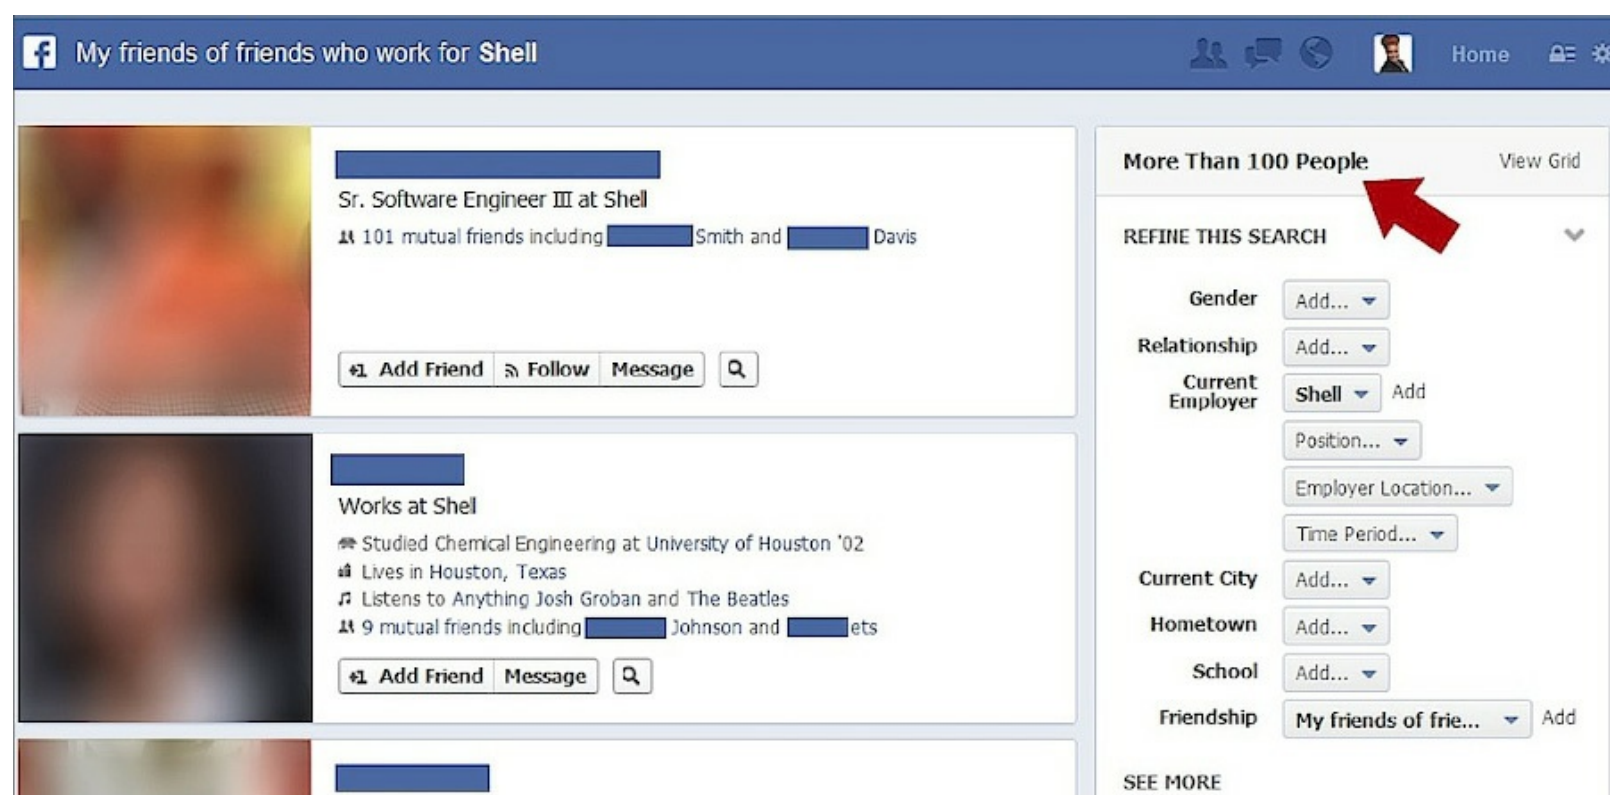 My friends of friends who work for Shell
Home
Sr. Software Engineer III at Shell
101 mutual friends including Smith and Davis
+1 Add Friend Follow Message
Works at Shell
Studied Chemical Engineering at University of Houston '02
Lives in Houston, Texas
Listens to Anything Josh Groban and The Beatles
9 mutual friends including Johnson and ets
+1 Add Friend Message
More Than 100 People View Grid
REFINE THIS SEARCH
Gender Add...
Relationship Add...
Current
Employer Shell Add
Position...
Employer Location...
Time Period...
Current City Add...
Hometown Add...
School Add...
Friendship My friends of frie... Add
SEE MORE